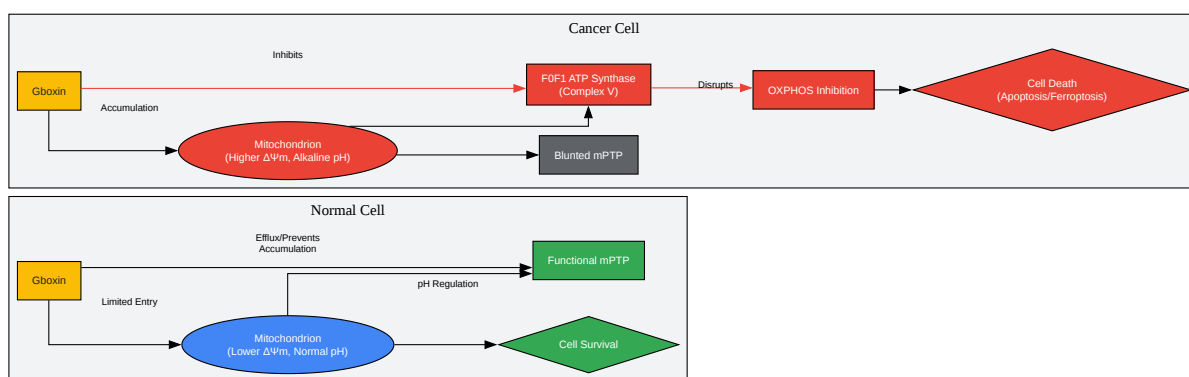 Cancer Cell
Inhibits
Gboxin
F0F1 ATP Synthase
(Complex V)
Disrupts
OXPHOS Inhibition
Cell Death
(Apoptosis/Ferroptosis)
Accumulation
Mitochondrion
(Higher ΔΨm, Alkaline pH)
Blunted mPTP
Normal Cell
Efflux/Prevents
Accumulation
Functional mPTP
Gboxin
pH Regulation
Limited Entry
Mitochondrion
(Lower ΔΨm, Normal pH)
Cell Survival